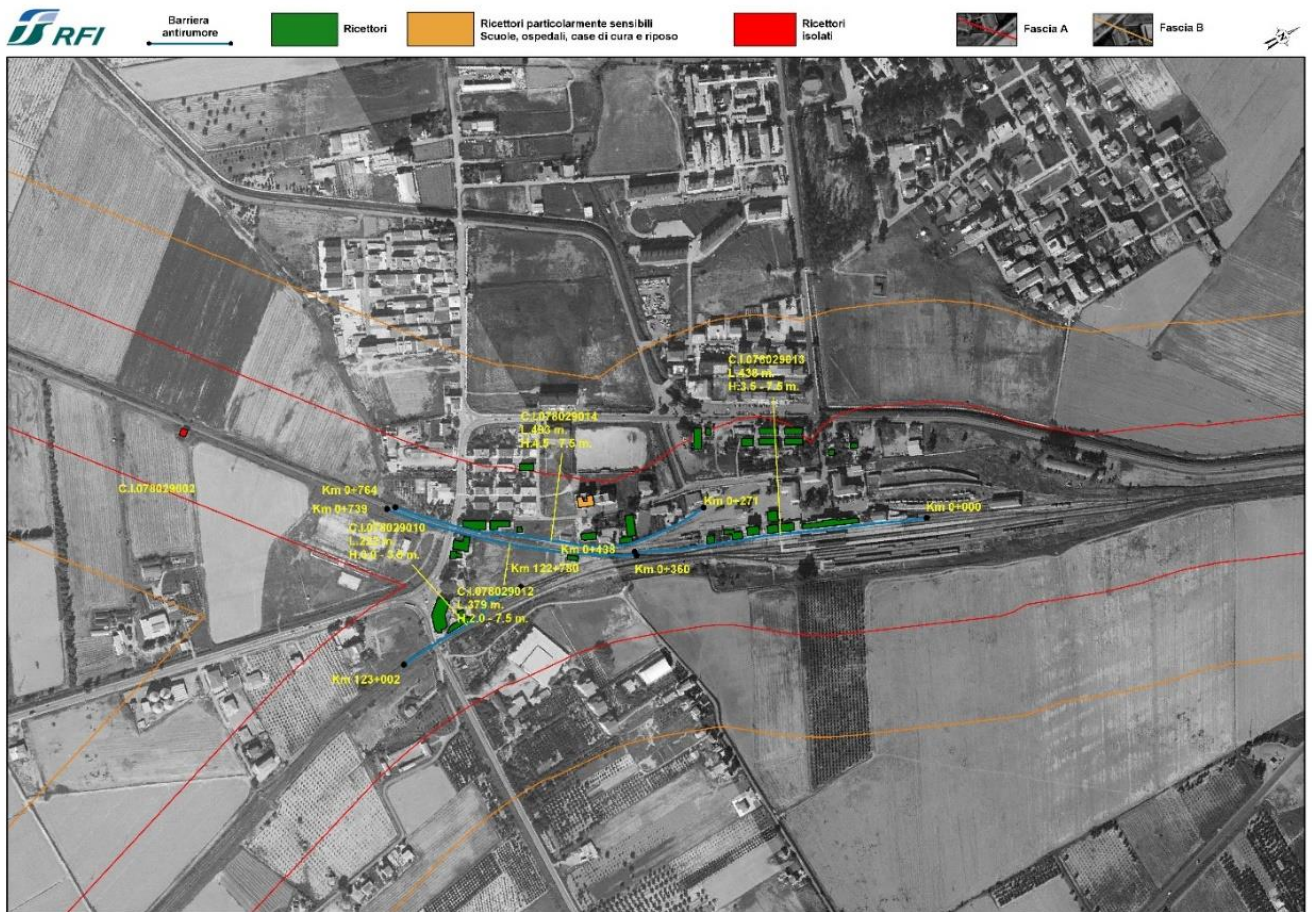 RFI
Barriera
antirumore
Ricettori
Ricettori particolarmente sensibili
Scuole, ospedali, case di cura e riposo
Ricettori
isolati
Fascia A
Fascia B
C.I.078029013
L.438 m.
H.3.5 - 7.5 m.
C.I.078029014
L.493 m.
H.4.5 - 7.5 m.
C.I.078029002
Km 0+764
Km 0+739
Km 0+271
Km 0+000
C.I.078029010
Km 0+438
Km 0+360
Km 122+780
C.I.078029012
L.379 m.
H.2.0 - 7.5 m.
Km 123+002